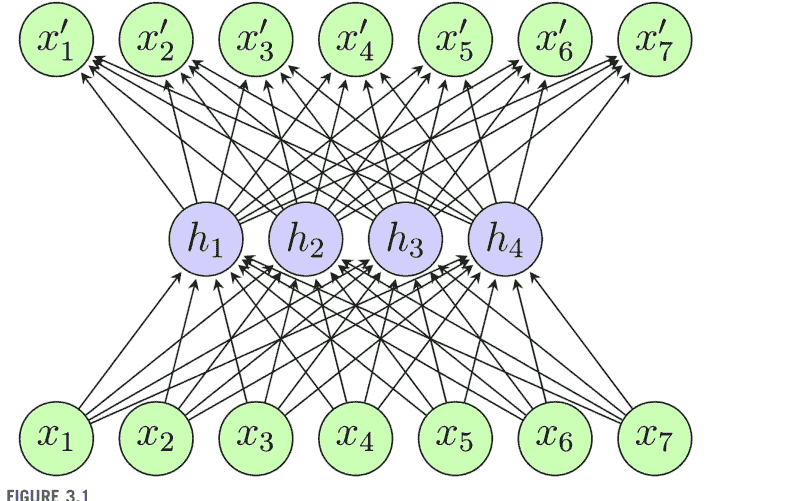 x′₁ x′₂ x′₃ x′₄ x′₅ x′₆ x′₇
h₁ h₂ h₃ h₄
x₁ x₂ x₃ x₄ x₅ x₆ x₇
FIGURE 3.1